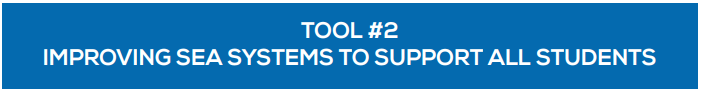 TOOL #2
IMPROVING SEA SYSTEMS TO SUPPORT ALL STUDENTS